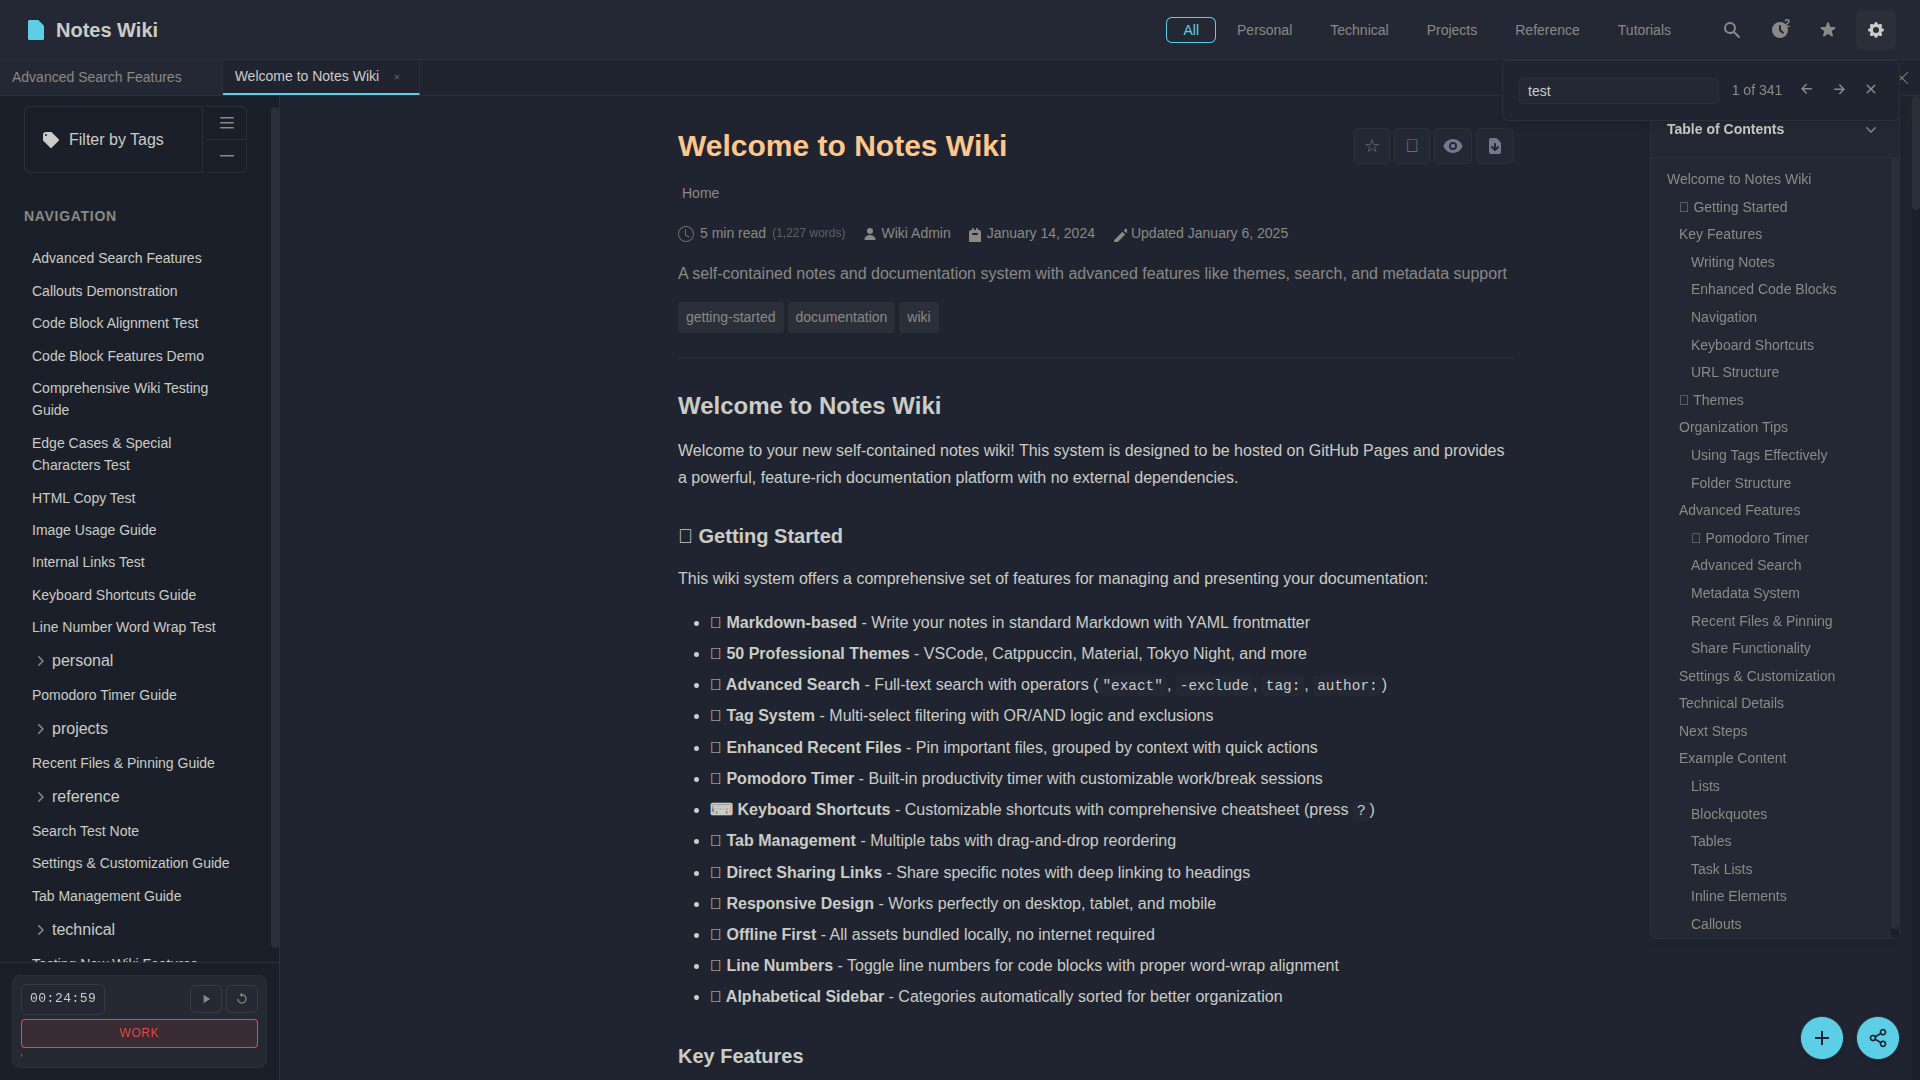 Notes Wiki
All
Personal
Technical
Projects
Reference
Tutorials
2
Advanced Search Features
Welcome to Notes Wiki ×
test
1 of 341
Filter by Tags
NAVIGATION
Advanced Search Features
Callouts Demonstration
Code Block Alignment Test
Code Block Features Demo
Comprehensive Wiki Testing
Guide
Edge Cases & Special
Characters Test
HTML Copy Test
Image Usage Guide
Internal Links Test
Keyboard Shortcuts Guide
Line Number Word Wrap Test
personal
Pomodoro Timer Guide
projects
Recent Files & Pinning Guide
reference
Search Test Note
Settings & Customization Guide
Tab Management Guide
technical
Testing New Wiki Features
00:24:59
WORK
Welcome to Notes Wiki
Home
5 min read (1,227 words)
Wiki Admin
January 14, 2024
Updated January 6, 2025
A self-contained notes and documentation system with advanced features like themes, search, and metadata support
getting-started
documentation
wiki
Welcome to Notes Wiki
Welcome to your new self-contained notes wiki! This system is designed to be hosted on GitHub Pages and provides
a powerful, feature-rich documentation platform with no external dependencies.
Getting Started
This wiki system offers a comprehensive set of features for managing and presenting your documentation:
• Markdown-based - Write your notes in standard Markdown with YAML frontmatter
• 50 Professional Themes - VSCode, Catppuccin, Material, Tokyo Night, and more
• Advanced Search - Full-text search with operators ( "exact", -exclude, tag:, author: )
• Tag System - Multi-select filtering with OR/AND logic and exclusions
• Enhanced Recent Files - Pin important files, grouped by context with quick actions
• Pomodoro Timer - Built-in productivity timer with customizable work/break sessions
• ⌨ Keyboard Shortcuts - Customizable shortcuts with comprehensive cheatsheet (press ? )
• Tab Management - Multiple tabs with drag-and-drop reordering
• Direct Sharing Links - Share specific notes with deep linking to headings
• Responsive Design - Works perfectly on desktop, tablet, and mobile
• Offline First - All assets bundled locally, no internet required
• Line Numbers - Toggle line numbers for code blocks with proper word-wrap alignment
• Alphabetical Sidebar - Categories automatically sorted for better organization
Key Features
Table of Contents
Welcome to Notes Wiki
Getting Started
Key Features
Writing Notes
Enhanced Code Blocks
Navigation
Keyboard Shortcuts
URL Structure
Themes
Organization Tips
Using Tags Effectively
Folder Structure
Advanced Features
Pomodoro Timer
Advanced Search
Metadata System
Recent Files & Pinning
Share Functionality
Settings & Customization
Technical Details
Next Steps
Example Content
Lists
Blockquotes
Tables
Task Lists
Inline Elements
Callouts